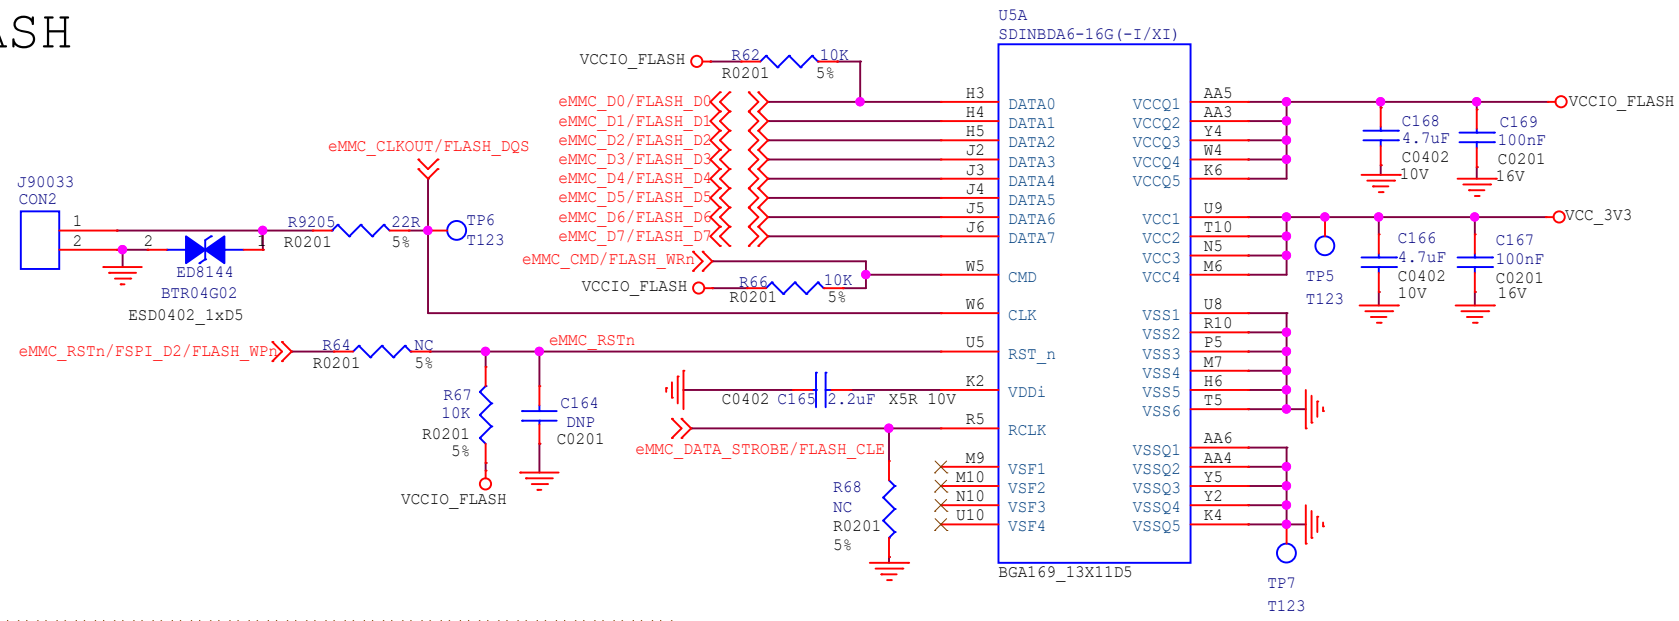 ASH
U5A
SDINBDA6-16G(-I/XI)
VCCIO_FLASH
R62
10K
R0201
5%
eMMC_D0/FLASH_D0
eMMC_D1/FLASH_D1
eMMC_D2/FLASH_D2
eMMC_D3/FLASH_D3
eMMC_D4/FLASH_D4
eMMC_D5/FLASH_D5
eMMC_D6/FLASH_D6
eMMC_D7/FLASH_D7
eMMC_CMD/FLASH_WRn
VCCIO_FLASH
R66
10K
R0201
5%
eMMC_CLKOUT/FLASH_DQS
J90033
CON2
1
2
2
1
ED8144
BTR04G02
ESD0402_1xD5
R9205
22R
R0201
5%
TP6
T123
eMMC_RSTn/FSPI_D2/FLASH_WPn
R64
NC
R0201
5%
eMMC_RSTn
R67
10K
R0201
5%
VCCIO_FLASH
C164
DNP
C0201
C0402
C165
2.2uF
X5R
10V
eMMC_DATA_STROBE/FLASH_CLE
R68
NC
R0201
5%
H3
H4
H5
J2
J3
J4
J5
J6
W5
W6
U5
K2
R5
M9
M10
N10
U10
DATA0
DATA1
DATA2
DATA3
DATA4
DATA5
DATA6
DATA7
CMD
CLK
RST_n
VDDi
RCLK
VSF1
VSF2
VSF3
VSF4
VCCQ1
VCCQ2
VCCQ3
VCCQ4
VCCQ5
VCC1
VCC2
VCC3
VCC4
VSS1
VSS2
VSS3
VSS4
VSS5
VSS6
VSSQ1
VSSQ2
VSSQ3
VSSQ4
VSSQ5
AA5
AA3
Y4
W4
K6
U9
T10
N5
M6
U8
R10
P5
M7
H6
T5
AA6
AA4
Y5
Y2
K4
BGA169_13X11D5
VCCIO_FLASH
C168
4.7uF
C0402
10V
C169
100nF
C0201
16V
VCC_3V3
TP5
T123
C166
4.7uF
C0402
10V
C167
100nF
C0201
16V
TP7
T123